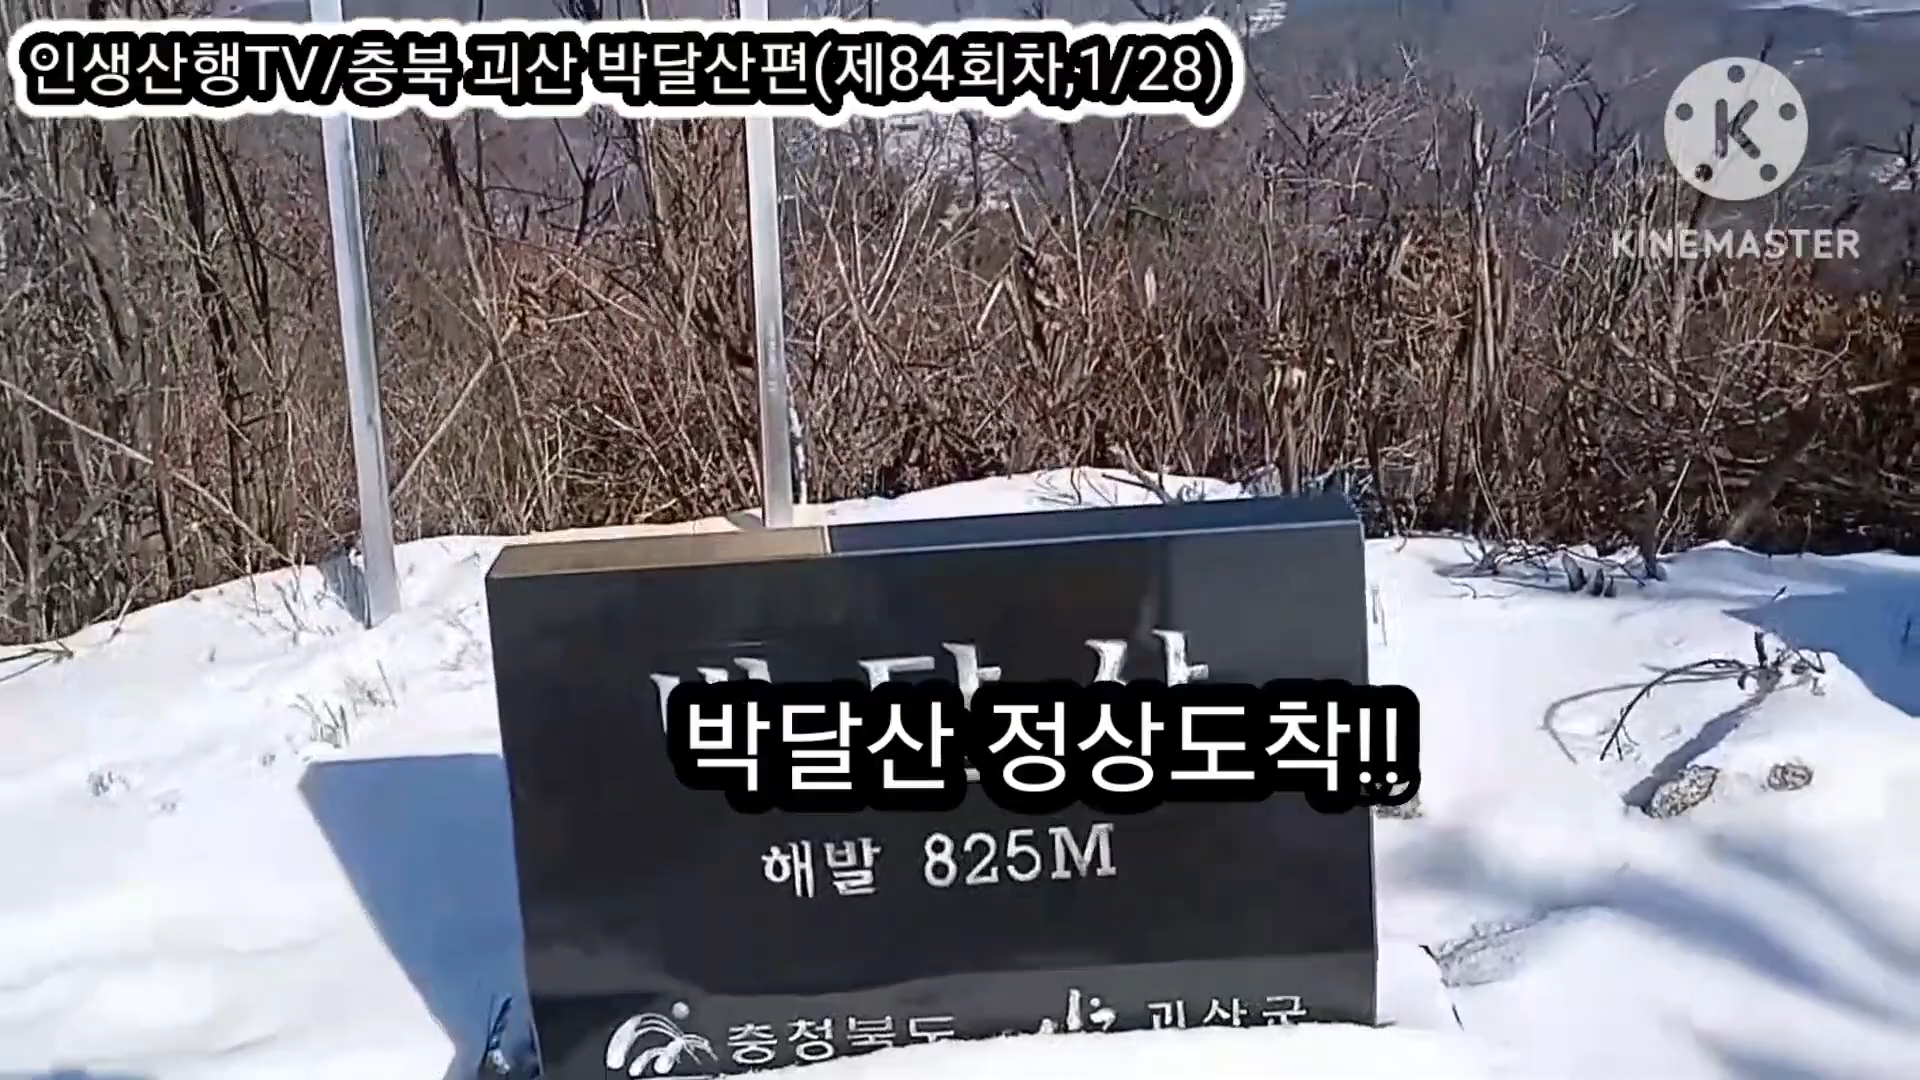 인생산행TV/충북 괴산 박달산편(제84회차,1/28)
KINEMASTER
박달산 정상도착!!
해발 825M
충청북도 괴산군